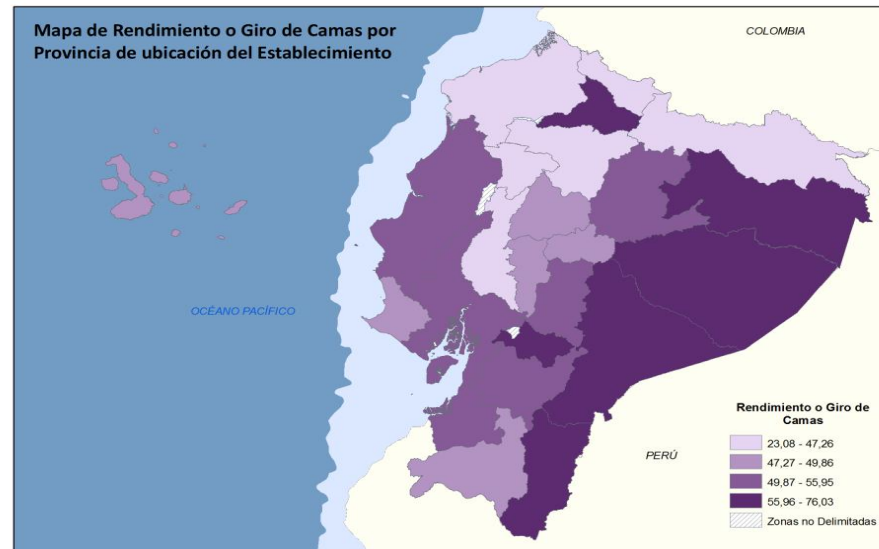 Mapa de Rendimiento o Giro de Camas por
Provincia de ubicación del Establecimiento
COLOMBIA
OCÉANO PACÍFICO
PERÚ
Rendimiento o Giro de
Camas
23,08 - 47,26
47,27 - 49,86
49,87 - 55,95
55,96 - 76,03
Zonas no Delimitadas